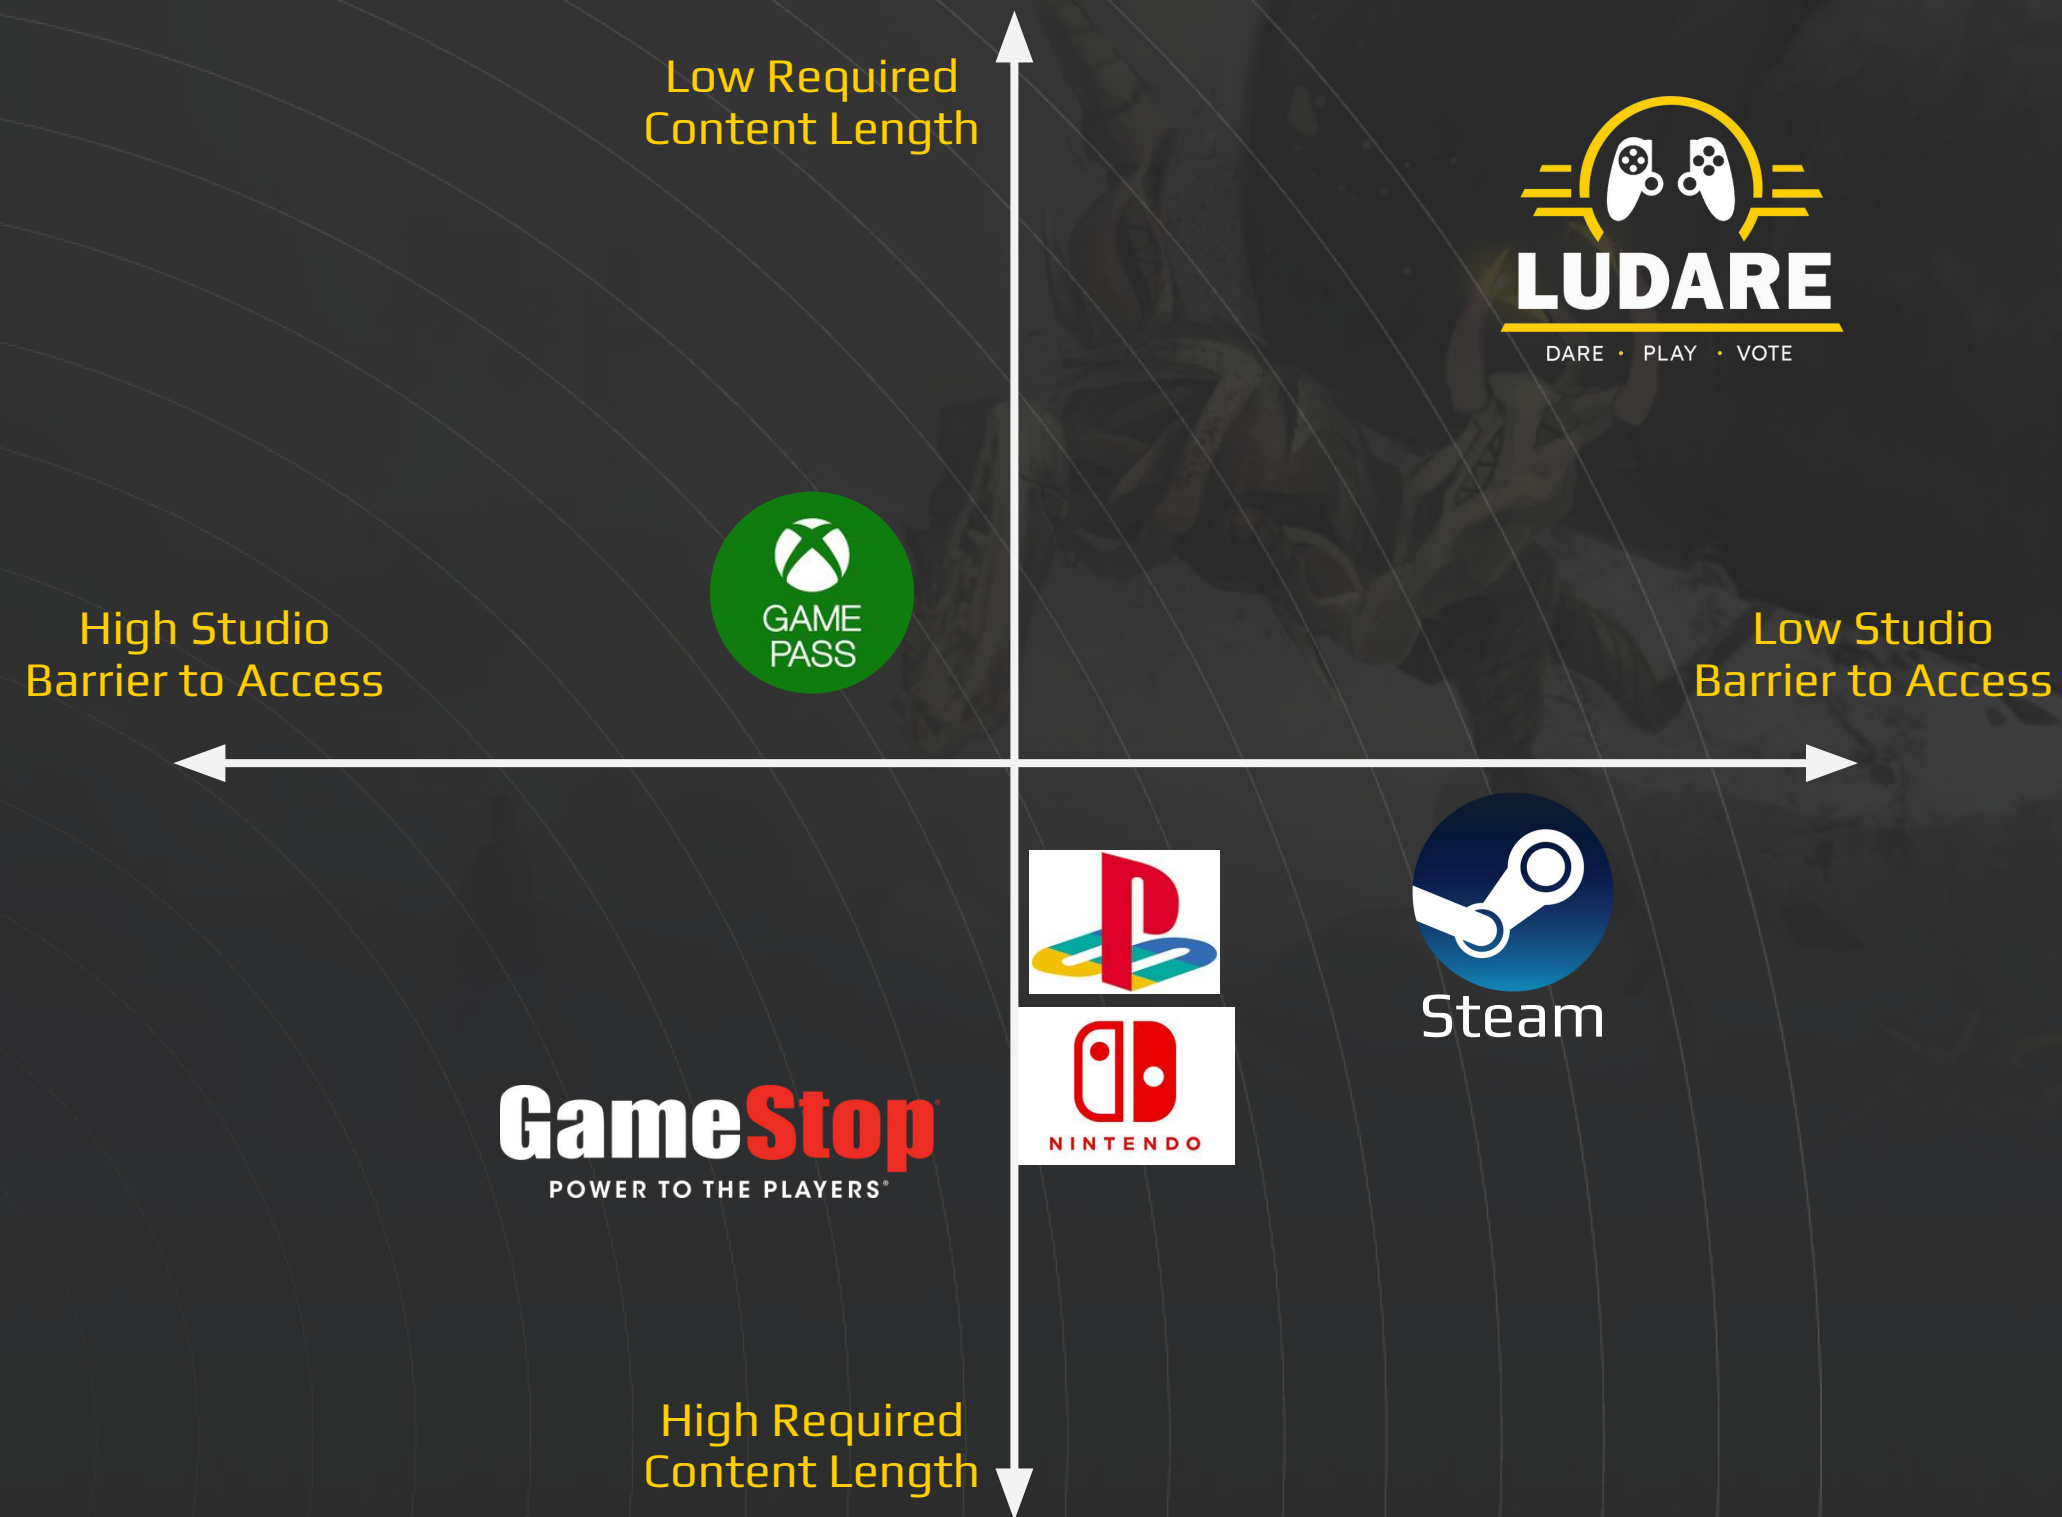 Low Required
Content Length
LUDARE
DARE · PLAY · VOTE
GAME
PASS
High Studio
Barrier to Access
Low Studio
Barrier to Access
Steam
GameStop
POWER TO THE PLAYERS®
NINTENDO
High Required
Content Length